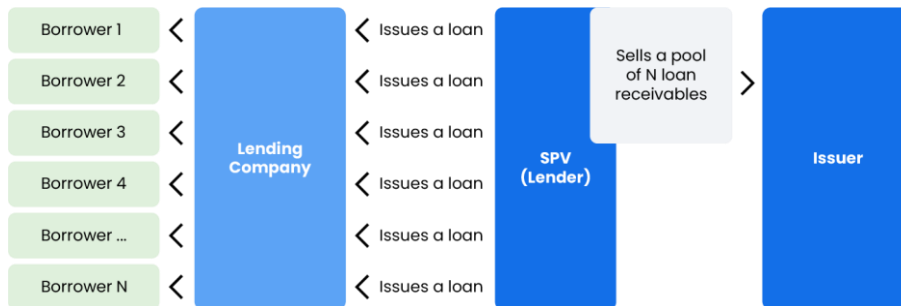 Borrower 1
Issues a loan
Borrower 2
Issues a loan
Sells a pool
of N loan
receivables
Borrower 3
Issues a loan
Lending
Company
SPV
(Lender)
Issuer
Borrower 4
Issues a loan
Borrower ...
Issues a loan
Borrower N
Issues a loan